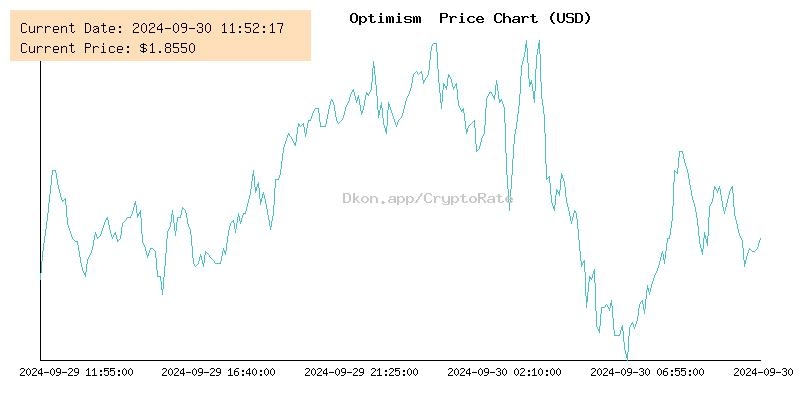 Optimism  Price Chart (USD)
Current Date: 2024-09-30 11:52:17
Current Price: $1.8550
Dkon.app/CryptoRate
2024-09-29 11:55:00 2024-09-29 16:40:00 2024-09-29 21:25:00 2024-09-30 02:10:00 2024-09-30 06:55:00 2024-09-30